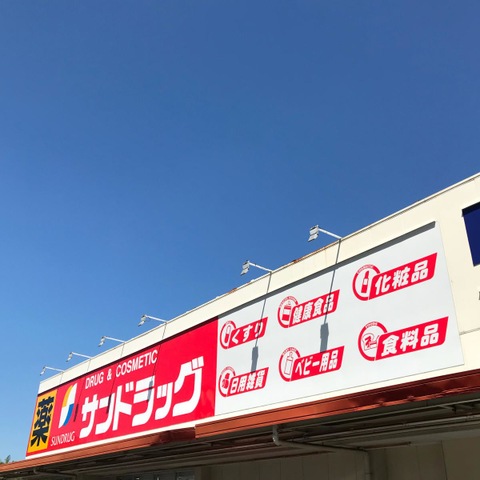 薬
SUNDRUG
DRUG & COSMETIC
サンドラッグ
くすり
健康食品
化粧品
日用雑貨
ベビー用品
食料品